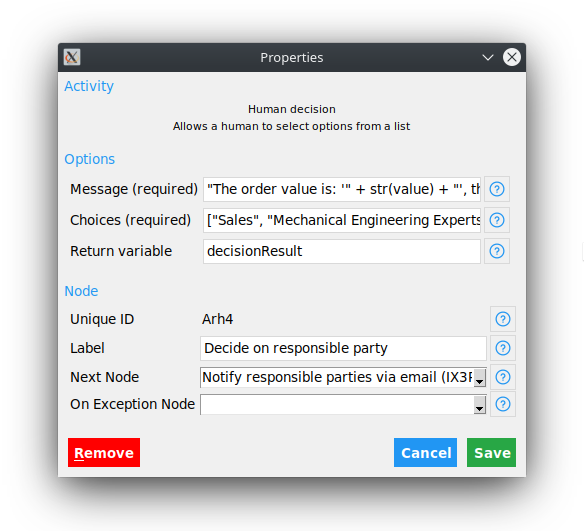 Properties
Activity
Human decision
Allows a human to select options from a list
Options
Message (required) "The order value is: '" + str(value) + "', th
Choices (required) ["Sales", "Mechanical Engineering Experts
Return variable decisionResult
Node
Unique ID Arh4
Label Decide on responsible party
Next Node Notify responsible parties via email (IX3
On Exception Node
Remove Cancel Save